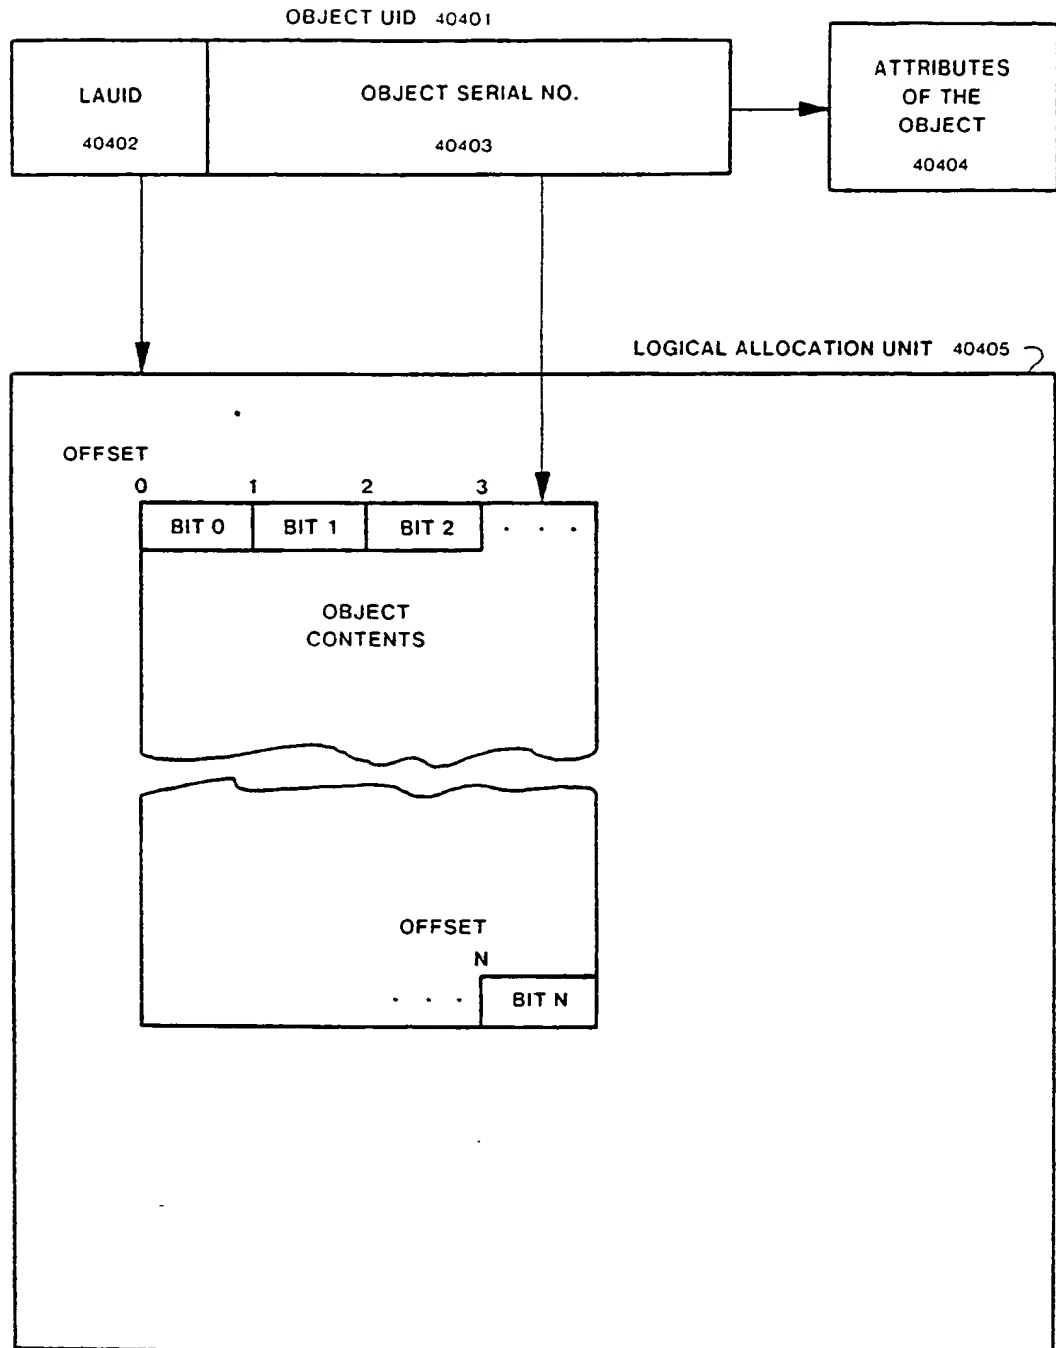 OBJECT UID 40401
LAUID
40402
OBJECT SERIAL NO.
40403
ATTRIBUTES
OF THE
OBJECT
40404
LOGICAL ALLOCATION UNIT 40405
OFFSET
0 1 2 3
BIT 0 BIT 1 BIT 2 . . .
OBJECT
CONTENTS
OFFSET
N
. . . BIT N